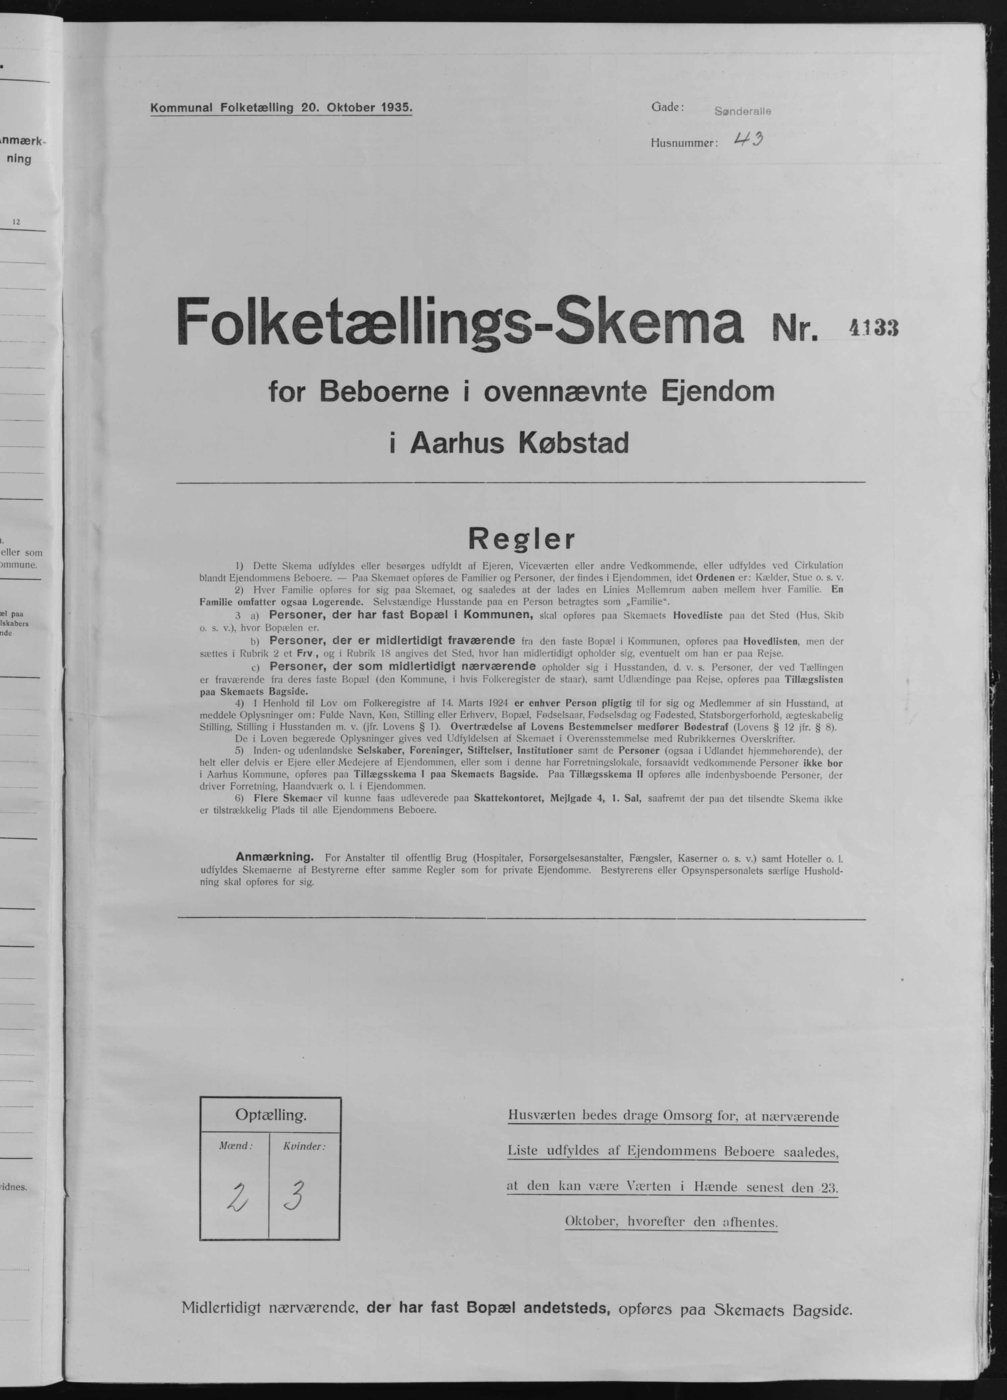 Kommunal Folketælling 20. Oktober 1935.
Gade: Sønderalle
Husnummer: 43
Folketællings-Skema Nr. 4133
for Beboerne i ovennævnte Ejendom
i Aarhus Købstad
Regler
1) Dette Skema udfyldes eller besørges udfyldt af Ejeren, Viceværten eller andre Vedkommende, eller udfyldes ved Cirkulation
blandt Ejendommens Beboere. — Paa Skemaet opføres de Familier og Personer, der findes i Ejendommen, idet Ordenen er: Kælder, Stue o. s. v.
2) Hver Familie opføres for sig paa Skemaet, og saaledes at der lades en Linies Mellemrum aaben mellem hver Familie. En
Familie omfatter ogsaa Logerende. Selvstændige Husstande paa en Person betragtes som „Familie“.
3 a) Personer, der har fast Bopæl i Kommunen, skal opføres paa Skemaets Hovedliste paa det Sted (Hus, Skib
o. s. v.), hvor Bopælen er.
b) Personer, der er midlertidigt fraværende fra den faste Bopæl i Kommunen, opføres paa Hovedlisten, men der
sættes i Rubrik 2 et Frv., og i Rubrik 18 angives det Sted, hvor han midlertidigt opholder sig, eventuelt om han er paa Rejse.
c) Personer, der som midlertidigt nærværende opholder sig i Husstanden, d. v. s. Personer, der ved Tællingen
er fraværende fra deres faste Bopæl (den Kommune, i hvis Folkeregister de staar), samt Udlændinge paa Rejse, opføres paa Tillægslisten
paa Skemaets Bagside.
4) I Henhold til Lov om Folkeregistre af 14. Marts 1924 er enhver Person pligtig til for sig og Medlemmer af sin Husstand, at
meddele Oplysninger om: Fulde Navn, Køn, Stilling eller Erhverv, Bopæl, Fødselsaar, Fødselsdag og Fødested, Statsborgerforhold, ægteskabelig
Stilling, Stilling i Husstanden m. v. (jfr. Lovens § 1). Overtrædelse af Lovens Bestemmelser medfører Bødestraf (Lovens § 12 jfr. § 8).
De i Loven begærede Oplysninger gives ved Udfyldelsen af Skemaet i Overensstemmelse med Rubrikkernes Overskrifter.
5) Inden- og udenlandske Selskaber, Foreninger, Stiftelser, Institutioner samt de Personer (ogsaa i Udlandet hjemmehørende), der
helt eller delvis er Ejere eller Medejere af Ejendommen, eller som i denne har Forretningslokale, forsaavidt vedkommende Personer ikke bor
i Aarhus Kommune, opføres paa Tillægsskema I paa Skemaets Bagside. Paa Tillægsskema II opføres alle indenbysboende Personer, der
driver Forretning, Haandværk o. l. i Ejendommen.
6) Flere Skemaer vil kunne faas udleverede paa Skattekontoret, Mejlgade 4, 1. Sal, saafremt der paa det tilsendte Skema ikke
er tilstrækkelig Plads til alle Ejendommens Beboere.
Anmærkning. For Anstalter til offentlig Brug (Hospitaler, Forsørgelsesanstalter, Fængsler, Kaserner o. s. v.) samt Hoteller o. l.
udfyldes Skemaerne af Bestyrerne efter samme Regler som for private Ejendomme. Bestyrerens eller Opsynspersonalets særlige Hushold-
ning skal opføres for sig.
Optælling.
Mænd: Kvinder:
2 3
Husværten bedes drage Omsorg for, at nærværende
Liste udfyldes af Ejendommens Beboere saaledes,
at den kan være Værten i Hænde senest den 23.
Oktober, hvorefter den afhentes.
Midlertidigt nærværende, der har fast Bopæl andetsteds, opføres paa Skemaets Bagside.